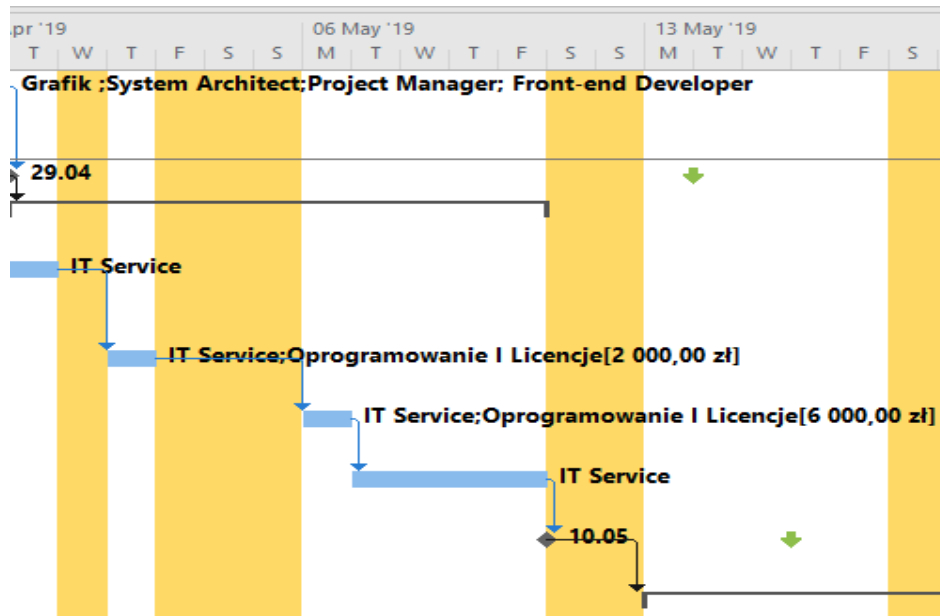 pr '19 06 May '19 13 May '19
T W T F S S M T W T F S S M T W T F S
Grafik ;System Architect;Project Manager; Front-end Developer
29.04
IT Service
IT Service;Oprogramowanie I Licencje[2 000,00 zł]
IT Service;Oprogramowanie I Licencje[6 000,00 zł]
IT Service
10.05